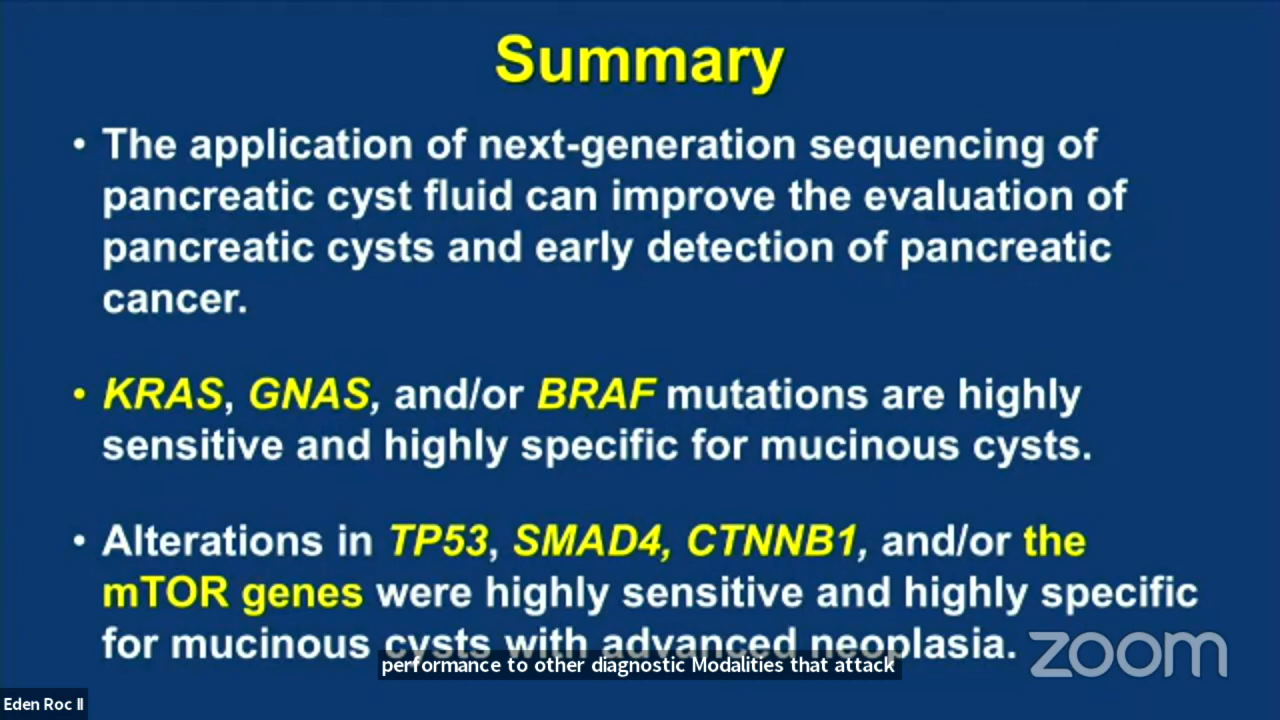 Summary
• The application of next-generation sequencing of
pancreatic cyst fluid can improve the evaluation of
pancreatic cysts and early detection of pancreatic
cancer.
• KRAS, GNAS, and/or BRAF mutations are highly
sensitive and highly specific for mucinous cysts.
• Alterations in TP53, SMAD4, CTNNB1, and/or the
mTOR genes were highly sensitive and highly specific
for mucinous cysts with advanced neoplasia.
zoom
performance to other diagnostic Modalities that attack
Eden Roc II